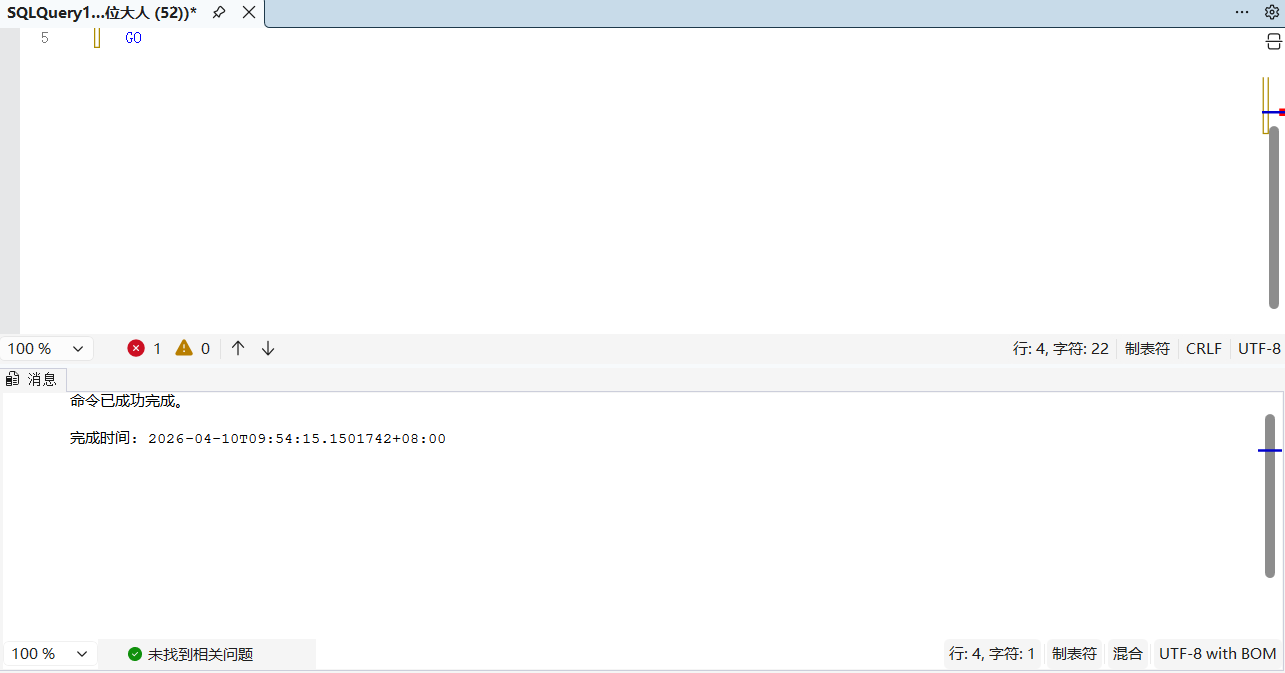 SQLQuery1...位大人 (52))*
5 GO
100 % 1 0 行: 4, 字符: 22 制表符 CRLF UTF-8
消息
命令已成功完成。
完成时间: 2026-04-10T09:54:15.1501742+08:00
100 % 未找到相关问题 行: 4, 字符: 1 制表符 混合 UTF-8 with BOM